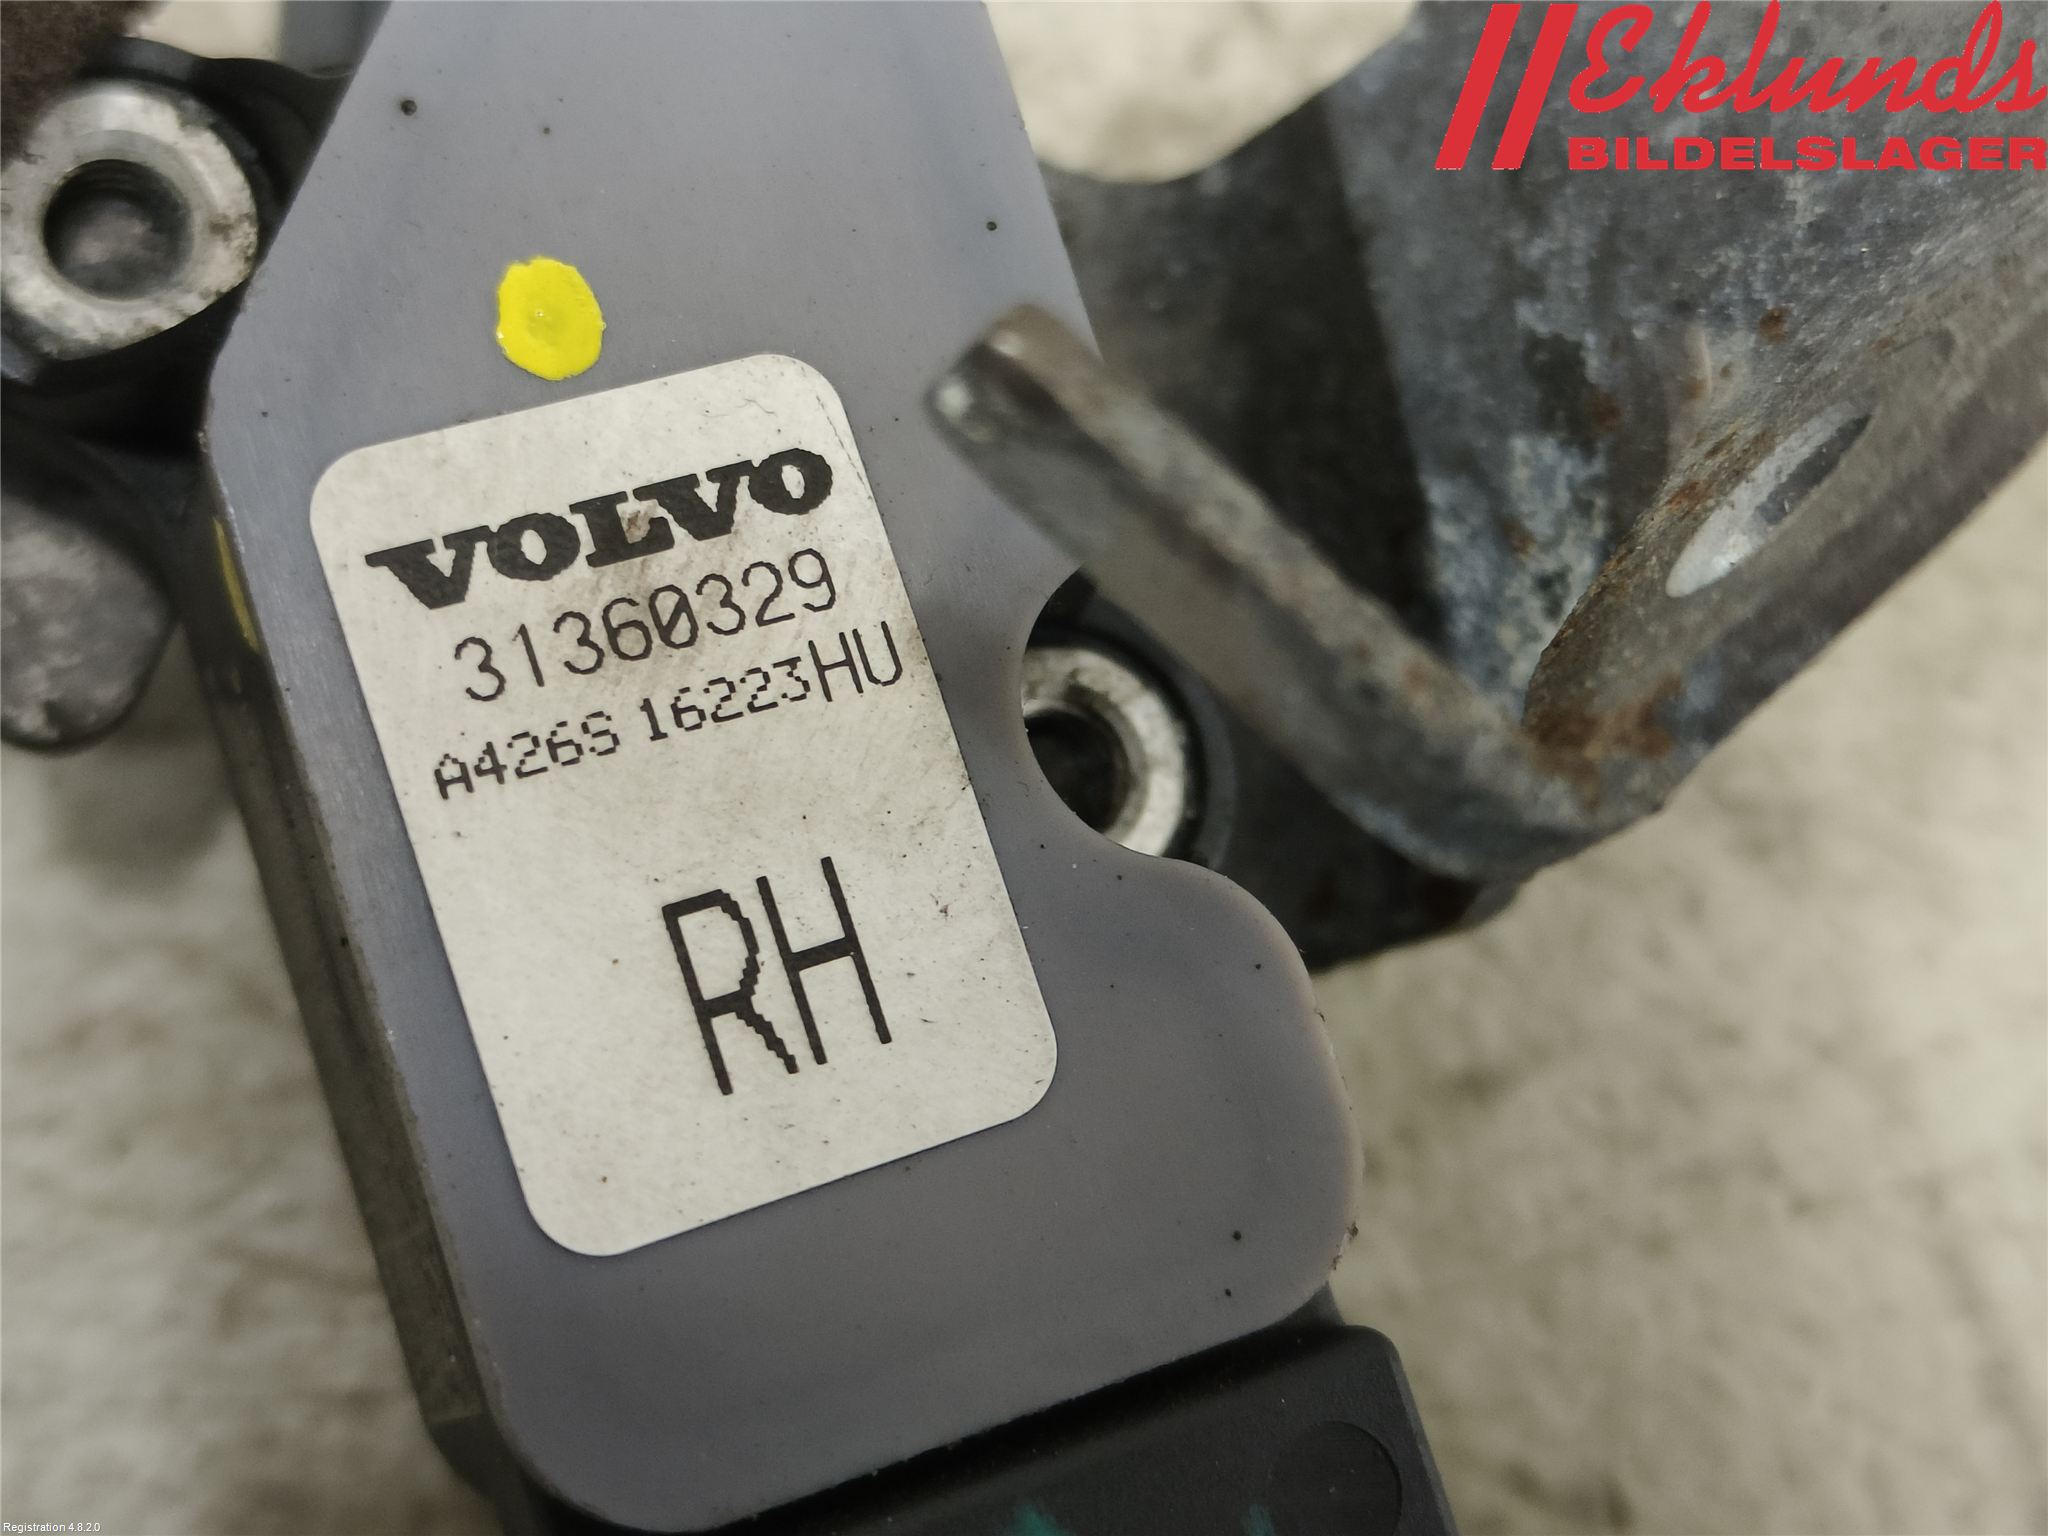 Eklunds
BILDELSLAGER
VOLVO
31360329
A426S 16223HU
RH
Registration 4.8.2.0